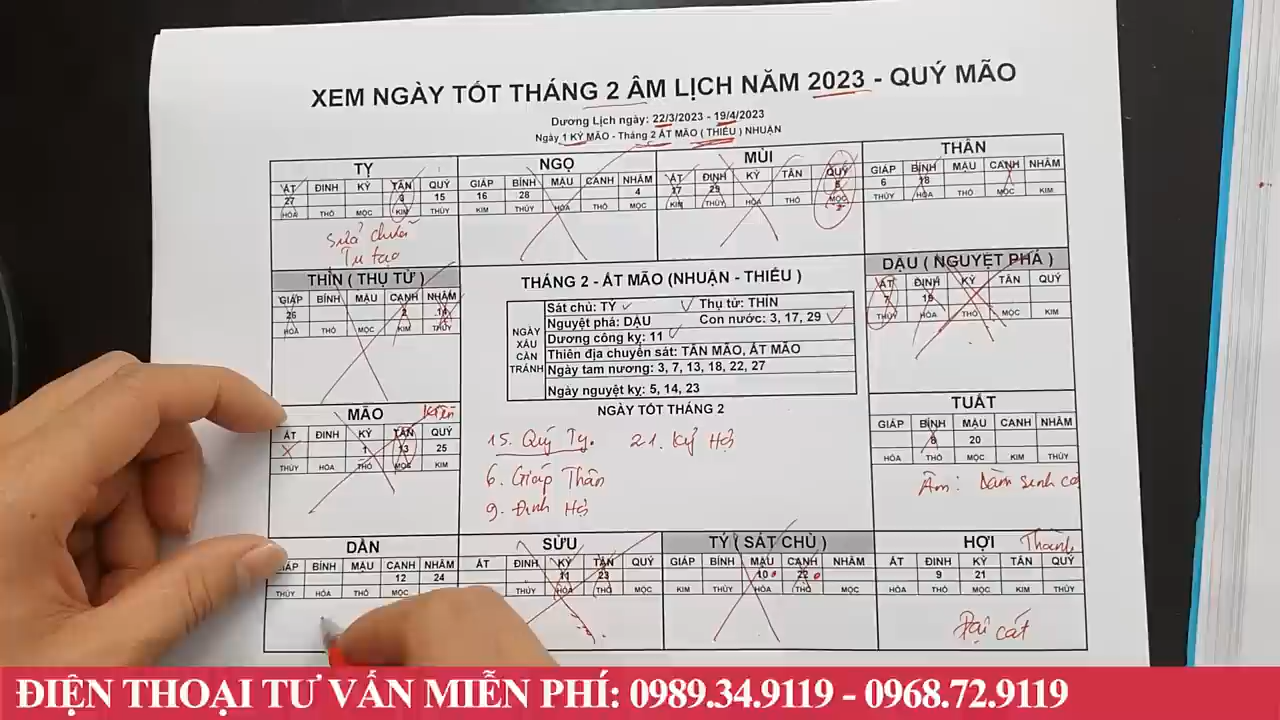 XEM NGÀY TỐT THÁNG 2 ÂM LỊCH NĂM 2023 - QUÝ MÃO
Dương Lịch ngày: 22/3/2023 - 19/4/2023
Ngày 1 KỶ MÃO - Tháng 2 ẤT MÃO ( THIẾU ) NHUẬN
TỴ
ẤT ĐINH KỶ TÂN QUÝ
27 3 15
HỎA THỔ MỘC KIM THỦY
Sửa chữa
Tu tạo
NGỌ
GIÁP BÍNH MẬU CANH NHÂM
16 28 4
KIM THỦY HỎA THỔ MỘC
MÙI
ẤT ĐINH KỶ TÂN QUÝ
17 29 5
KIM THỦY HỎA THỔ MỘC
THÂN
GIÁP BÍNH MẬU CANH NHÂM
6 18
THỦY HỎA THỔ MỘC KIM
THÌN ( THỤ TỬ )
GIÁP BÍNH MẬU CANH NHÂM
26 2 14
HỎA THỔ MỘC KIM THỦY
THÁNG 2 - ẤT MÃO (NHUẬN - THIẾU )
NGÀY XẤU CẦN TRÁNH
Sát chủ: TÝ Thụ tử: THÌN
Nguyệt phá: DẬU Con nước: 3, 17, 29
Dương công kỵ: 11
Thiên địa chuyển sát: TÂN MÃO, ẤT MÃO
Ngày tam nương: 3, 7, 13, 18, 22, 27
Ngày nguyệt kỵ: 5, 14, 23
NGÀY TỐT THÁNG 2
15. Quý Tỵ. 21. Kỷ Hợi
6. Giáp Thân
9. Đinh Hợi
DẬU ( NGUYỆT PHÁ )
ẤT ĐINH KỶ TÂN QUÝ
7 19
THỦY HỎA THỔ MỘC KIM
MÃO
ẤT ĐINH KỶ TÂN QUÝ
1 13 25
THỦY HỎA THỔ MỘC KIM
TUẤT
GIÁP BÍNH MẬU CANH NHÂM
8 20
HỎA THỔ MỘC KIM THỦY
Âm: Dâm sinh
DẦN
GIÁP BÍNH MẬU CANH NHÂM
12 24
THỦY HỎA THỔ MỘC
SỬU
ẤT ĐINH KỶ TÂN QUÝ
11 23
THỦY HỎA THỔ MỘC
TÝ ( SÁT CHỦ )
GIÁP BÍNH MẬU CANH NHÂM
10 22
KIM THỦY HỎA THỔ MỘC
HỢI Thành
ẤT ĐINH KỶ TÂN QUÝ
9 21
HỎA THỔ MỘC KIM THỦY
Đại cát
ĐIỆN THOẠI TƯ VẤN MIỄN PHÍ: 0989.34.9119 - 0968.72.9119